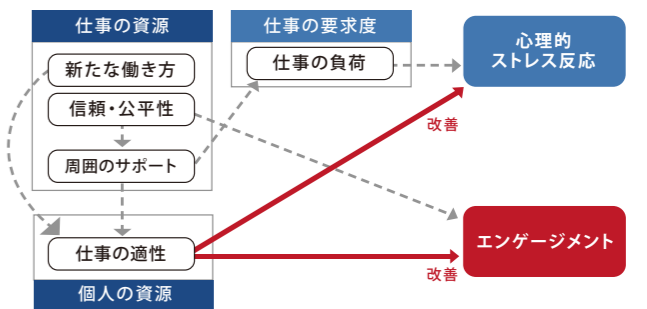 仕事の資源
新たな働き方
信頼・公平性
周囲のサポート
仕事の要求度
仕事の負荷
心理的
ストレス反応
改善
エンゲージメント
改善
仕事の適性
個人の資源